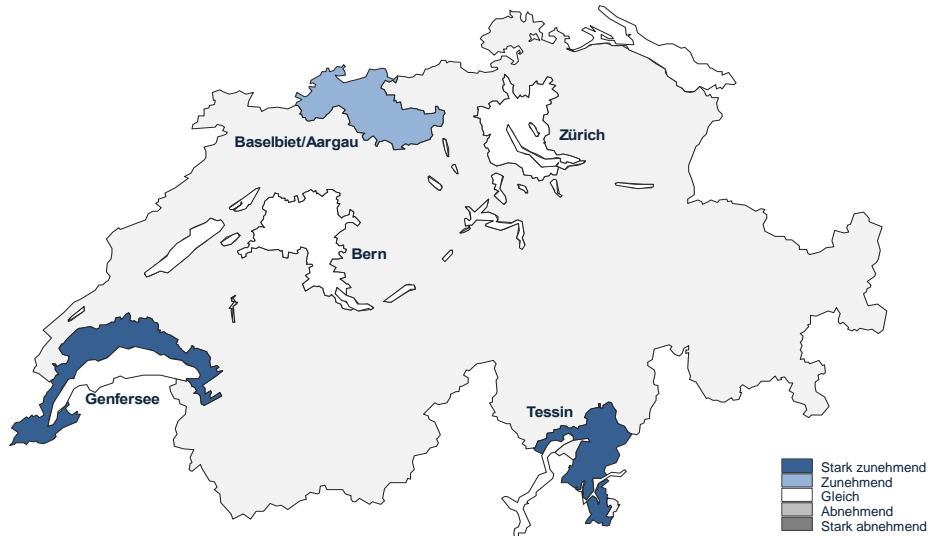 Baselbiet/Aargau
Zürich
Bern
Genfersee
Tessin
Stark zunehmend
Zunehmend
Gleich
Abnehmend
Stark abnehmend